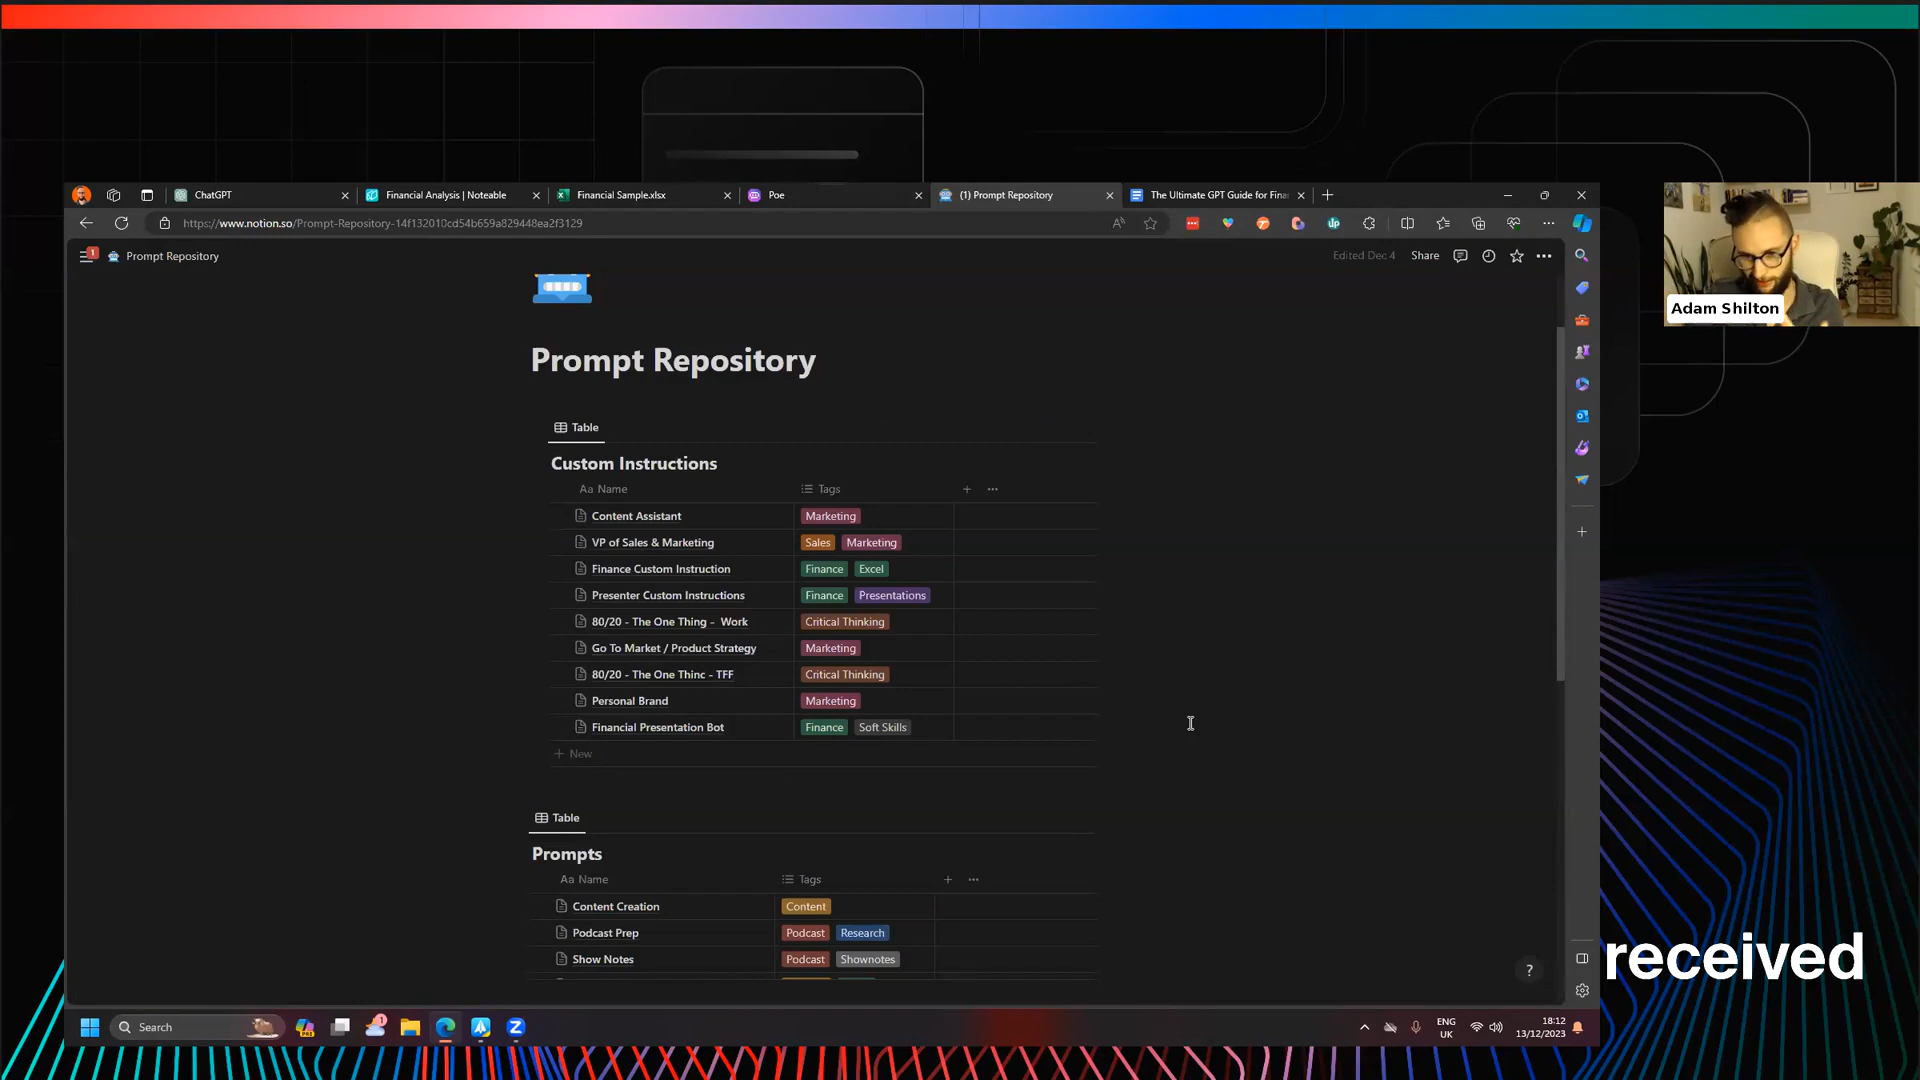 ChatGPT
Financial Analysis | Noteable
Financial Sample.xlsx
Poe
(1) Prompt Repository
The Ultimate GPT Guide for Fina
https://www.notion.so/Prompt-Repository-14f132010cd54b659a829448ea2f3129
1
Prompt Repository
Edited Dec 4
Share
Adam Shilton
Prompt Repository
Table
Custom Instructions
Aa Name
Tags
Content Assistant
Marketing
VP of Sales & Marketing
Sales Marketing
Finance Custom Instruction
Finance Excel
Presenter Custom Instructions
Finance Presentations
80/20 - The One Thing - Work
Critical Thinking
Go To Market / Product Strategy
Marketing
80/20 - The One Thinc - TFF
Critical Thinking
Personal Brand
Marketing
Financial Presentation Bot
Finance Soft Skills
+ New
Table
Prompts
Aa Name
Tags
Content Creation
Content
Podcast Prep
Podcast Research
Show Notes
Podcast Shownotes
?
received
Search
1
ENG
UK
18:12
13/12/2023